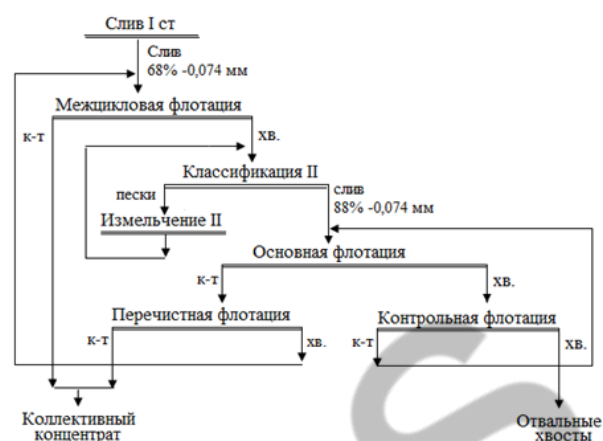 Слив I ст
Слив
68% -0,074 мм
Межцикловая флотация
к-т
хв.
Классификация II
пески
слив
88% -0,074 мм
Измельчение II
Основная флотация
к-т
хв.
Перечистная флотация
Контрольная флотация
к-т
хв.
к-т
хв.
Коллективный
концентрат
Отвальные
хвосты